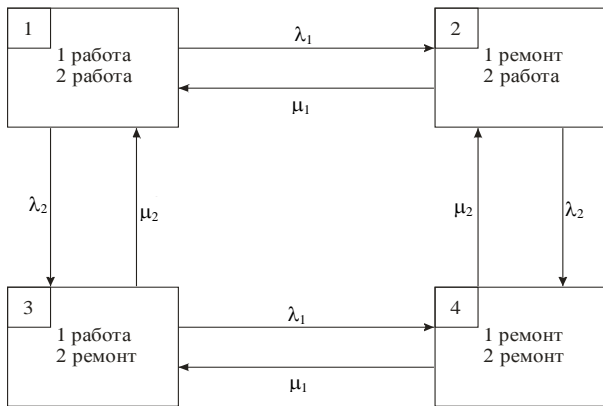 1
1 работа
2 работа
λ1
2
1 ремонт
2 работа
μ1
λ2
μ2
μ2
λ2
3
1 работа
2 ремонт
λ1
4
1 ремонт
2 ремонт
μ1